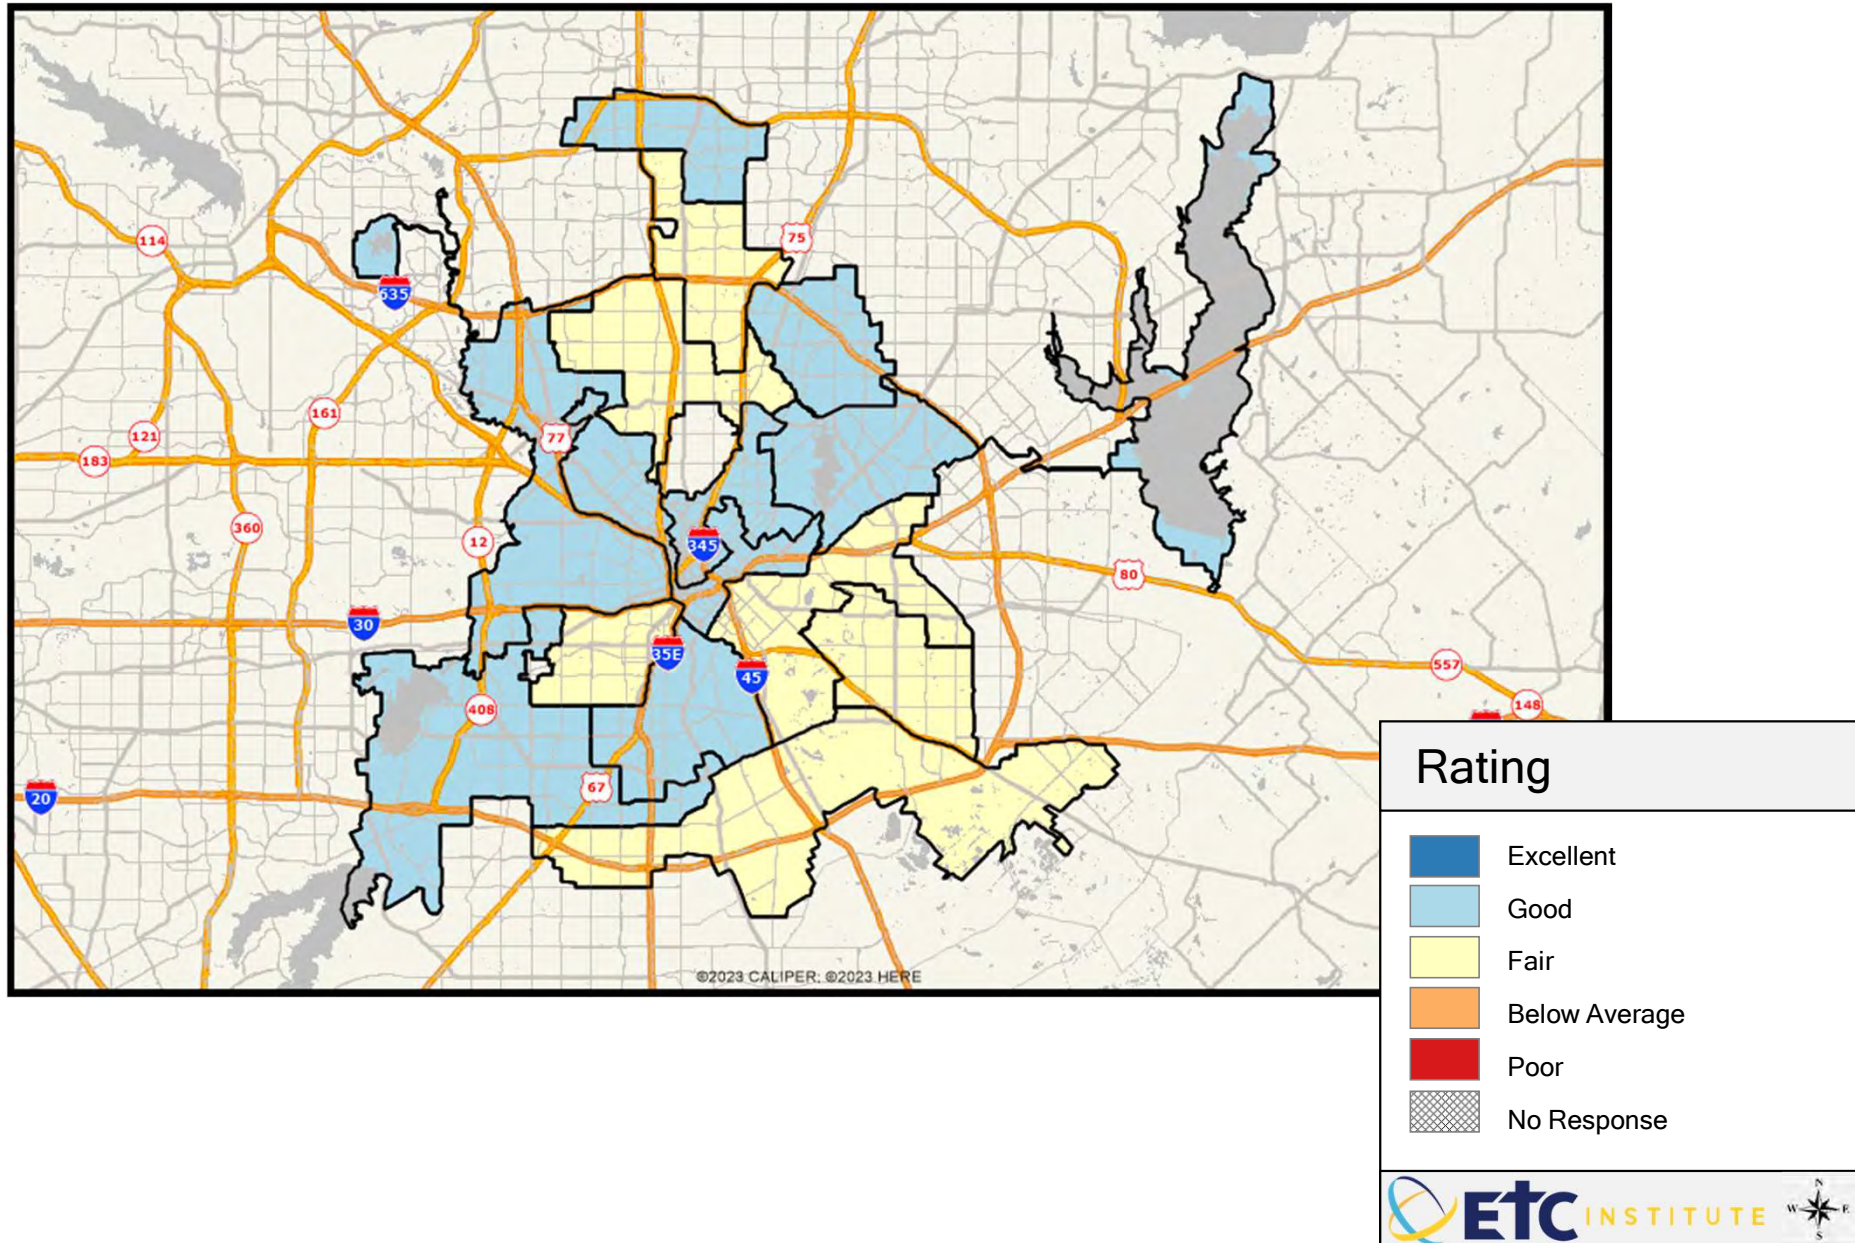 114
75
635
161
121
77
183
360
12
345
80
30
35E
45
557
408
148
67
20
©2023 CALIPER; ©2023 HERE
Rating
Excellent
Good
Fair
Below Average
Poor
No Response
ETC INSTITUTE
N
W E
S